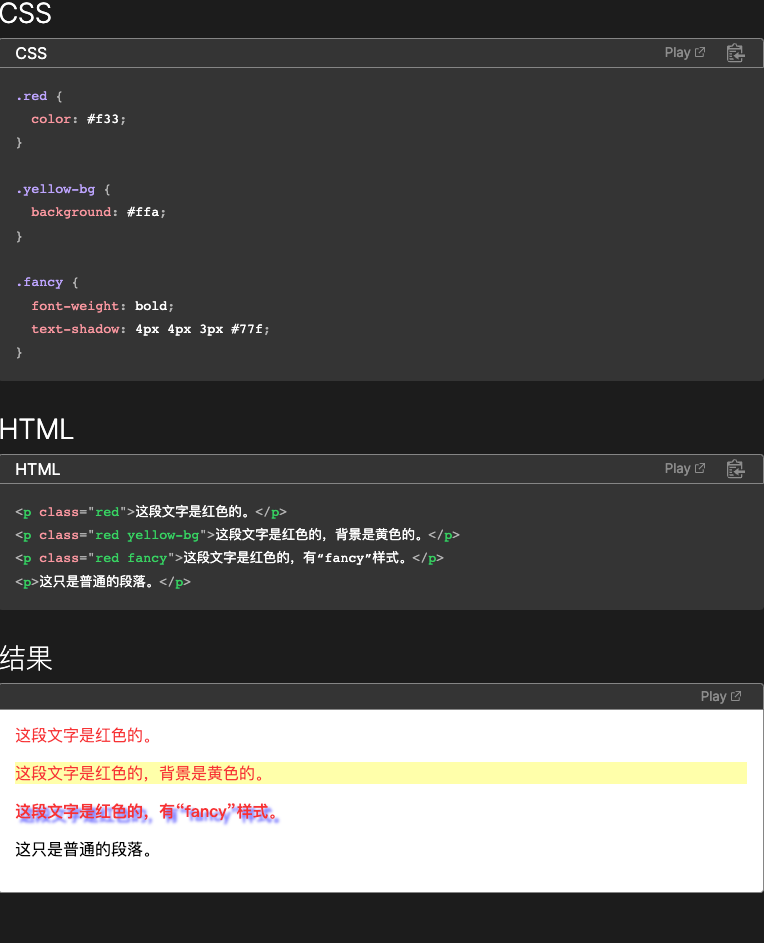 CSS
CSS Play
.red {
  color: #f33;
}
.yellow-bg {
  background: #ffa;
}
.fancy {
  font-weight: bold;
  text-shadow: 4px 4px 3px #77f;
}
HTML
HTML Play
<p class="red">这段文字是红色的。</p>
<p class="red yellow-bg">这段文字是红色的，背景是黄色的。</p>
<p class="red fancy">这段文字是红色的，有“fancy”样式。</p>
<p>这只是普通的段落。</p>
结果
Play
这段文字是红色的。
这段文字是红色的，背景是黄色的。
这段文字是红色的，有“fancy”样式。
这只是普通的段落。